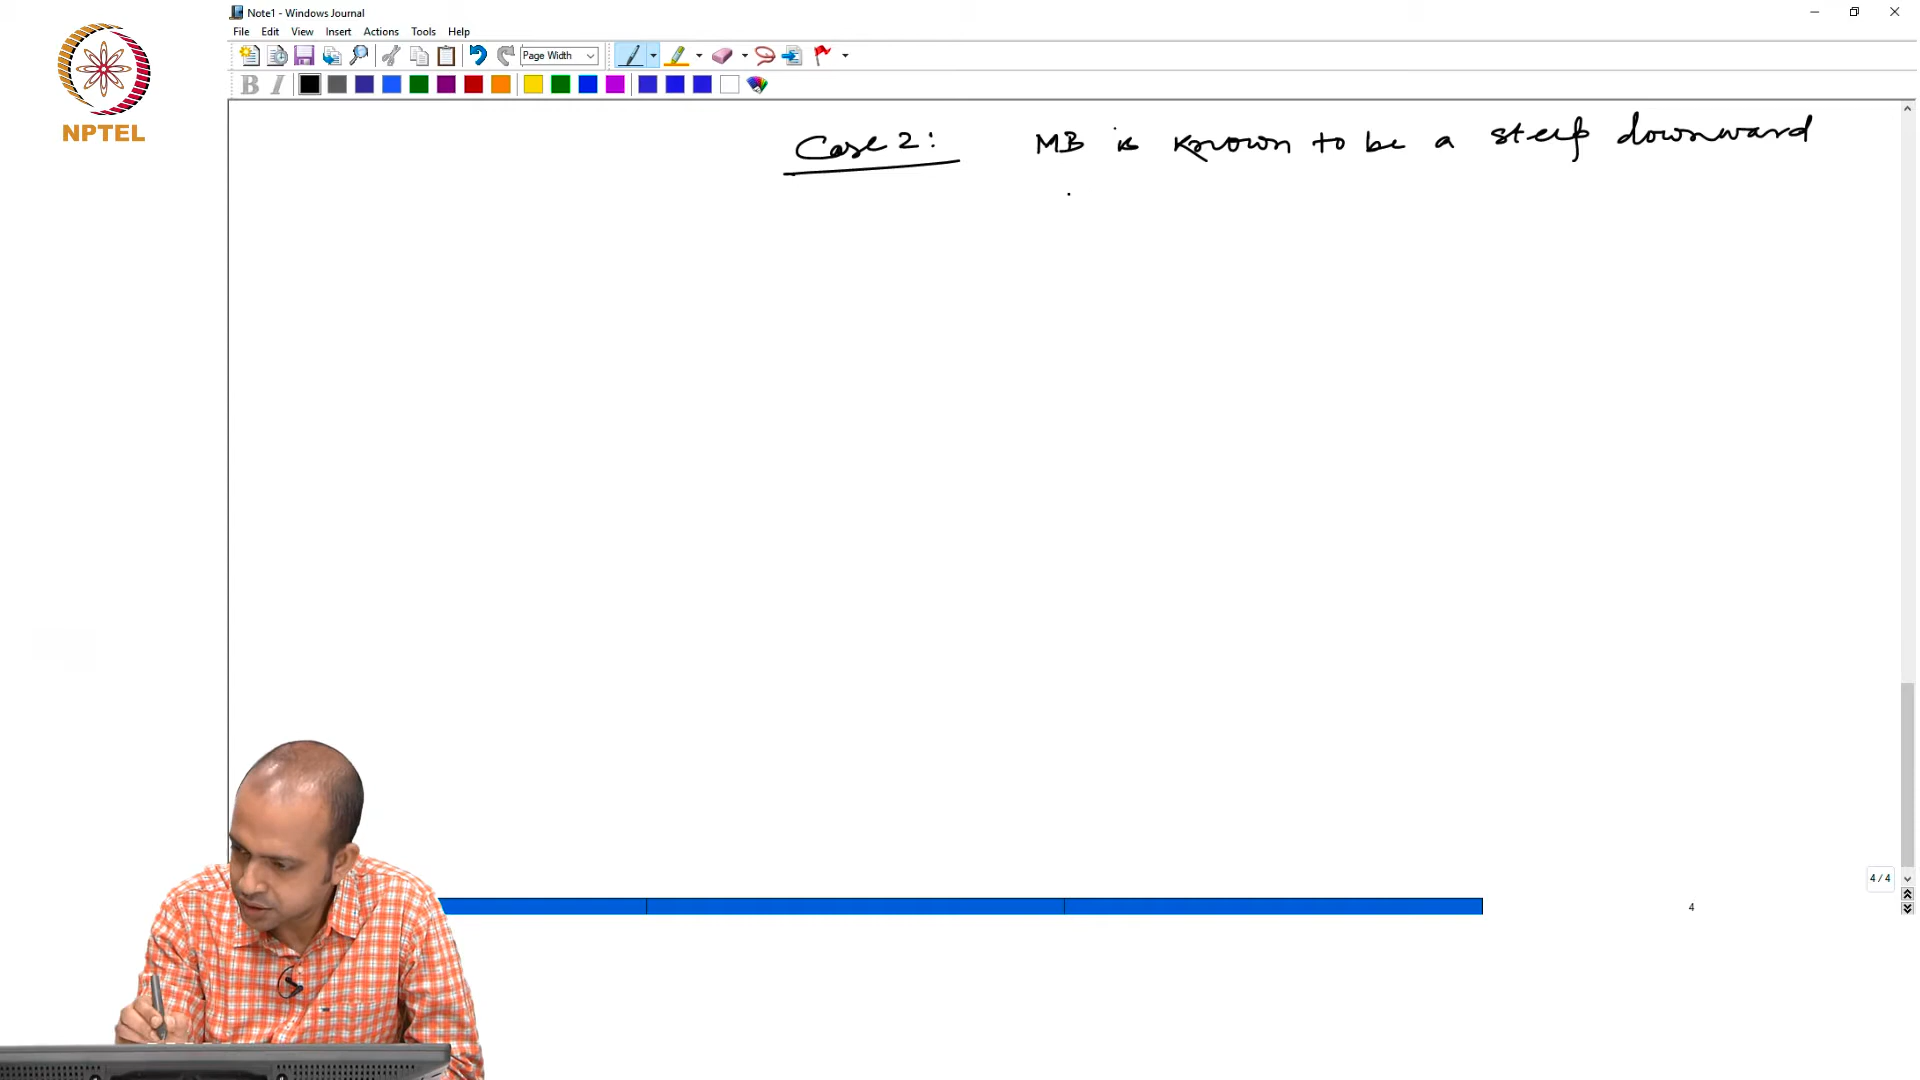 Note1 - Windows Journal
File Edit View Insert Actions Tools Help
NPTEL
Page Width
B I
Case 2: MB is known to be a steep downward
4 / 4
4